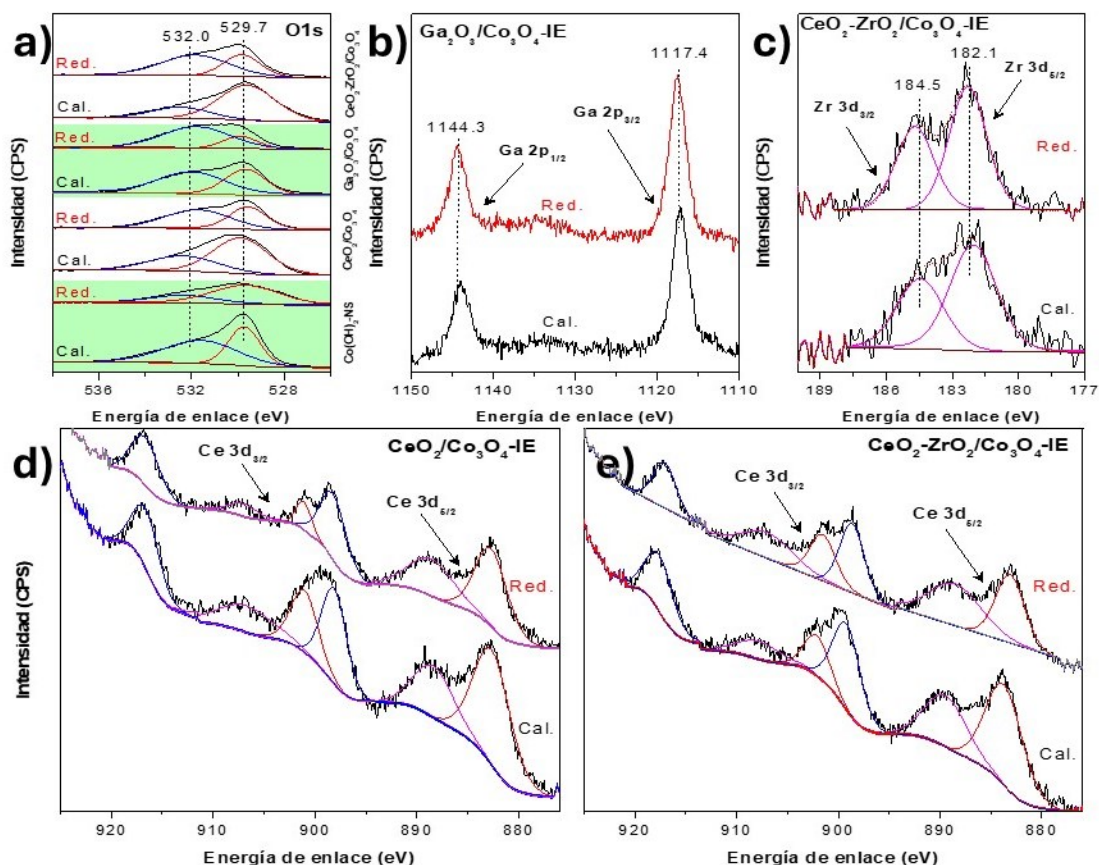 a)
O1s
532.0
529.7
Red.
Cal.
CeO₂-ZrO₂/Co₃O₄
Red.
Cal.
Ga₂O₃/Co₃O₄
Red.
Cal.
CeO₂/Co₃O₄
Red.
Cal.
Co(OH)₂-NS
Intensidad (CPS)
536 532 528
Energía de enlace (eV)
b)
Ga₂O₃/Co₃O₄-IE
1117.4
1144.3
Ga 2p₃/₂
Ga 2p₁/₂
Red.
Cal.
Intensidad (CPS)
1150 1140 1130 1120 1110
Energía de enlace (eV)
c)
CeO₂-ZrO₂/Co₃O₄-IE
182.1
184.5
Zr 3d₅/₂
Zr 3d₃/₂
Red.
Cal.
Intensidad (CPS)
189 186 183 180 177
Energía de enlace (eV)
d)
CeO₂/Co₃O₄-IE
Ce 3d₃/₂
Ce 3d₅/₂
Red.
Cal.
Intensidad (CPS)
920 910 900 890 880
Energía de enlace (eV)
e)
CeO₂-ZrO₂/Co₃O₄-IE
Ce 3d₃/₂
Ce 3d₅/₂
Red.
Cal.
Intensidad (CPS)
920 910 900 890 880
Energía de enlace (eV)